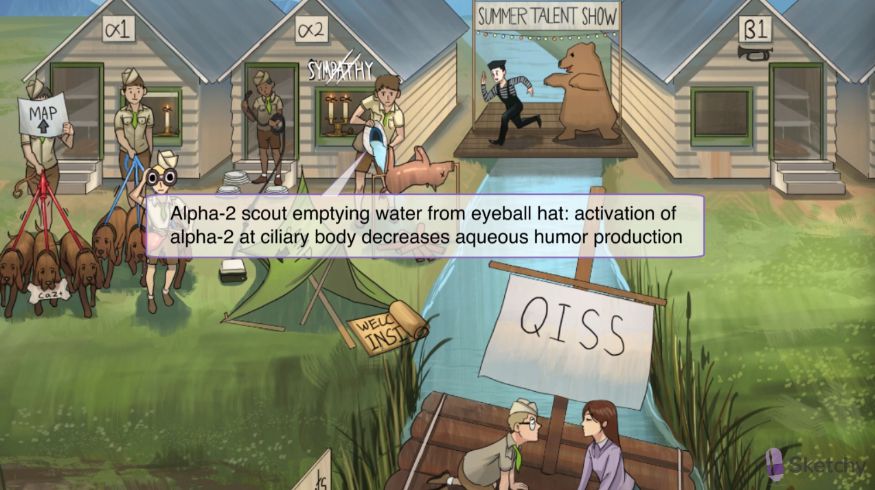 α1
α2
SUMMER TALENT SHOW
β1
SYMPATHY
MAP
Alpha-2 scout emptying water from eyeball hat: activation of
alpha-2 at ciliary body decreases aqueous humor production
Ca2+
WELC
INSI
QISS
Sketchy